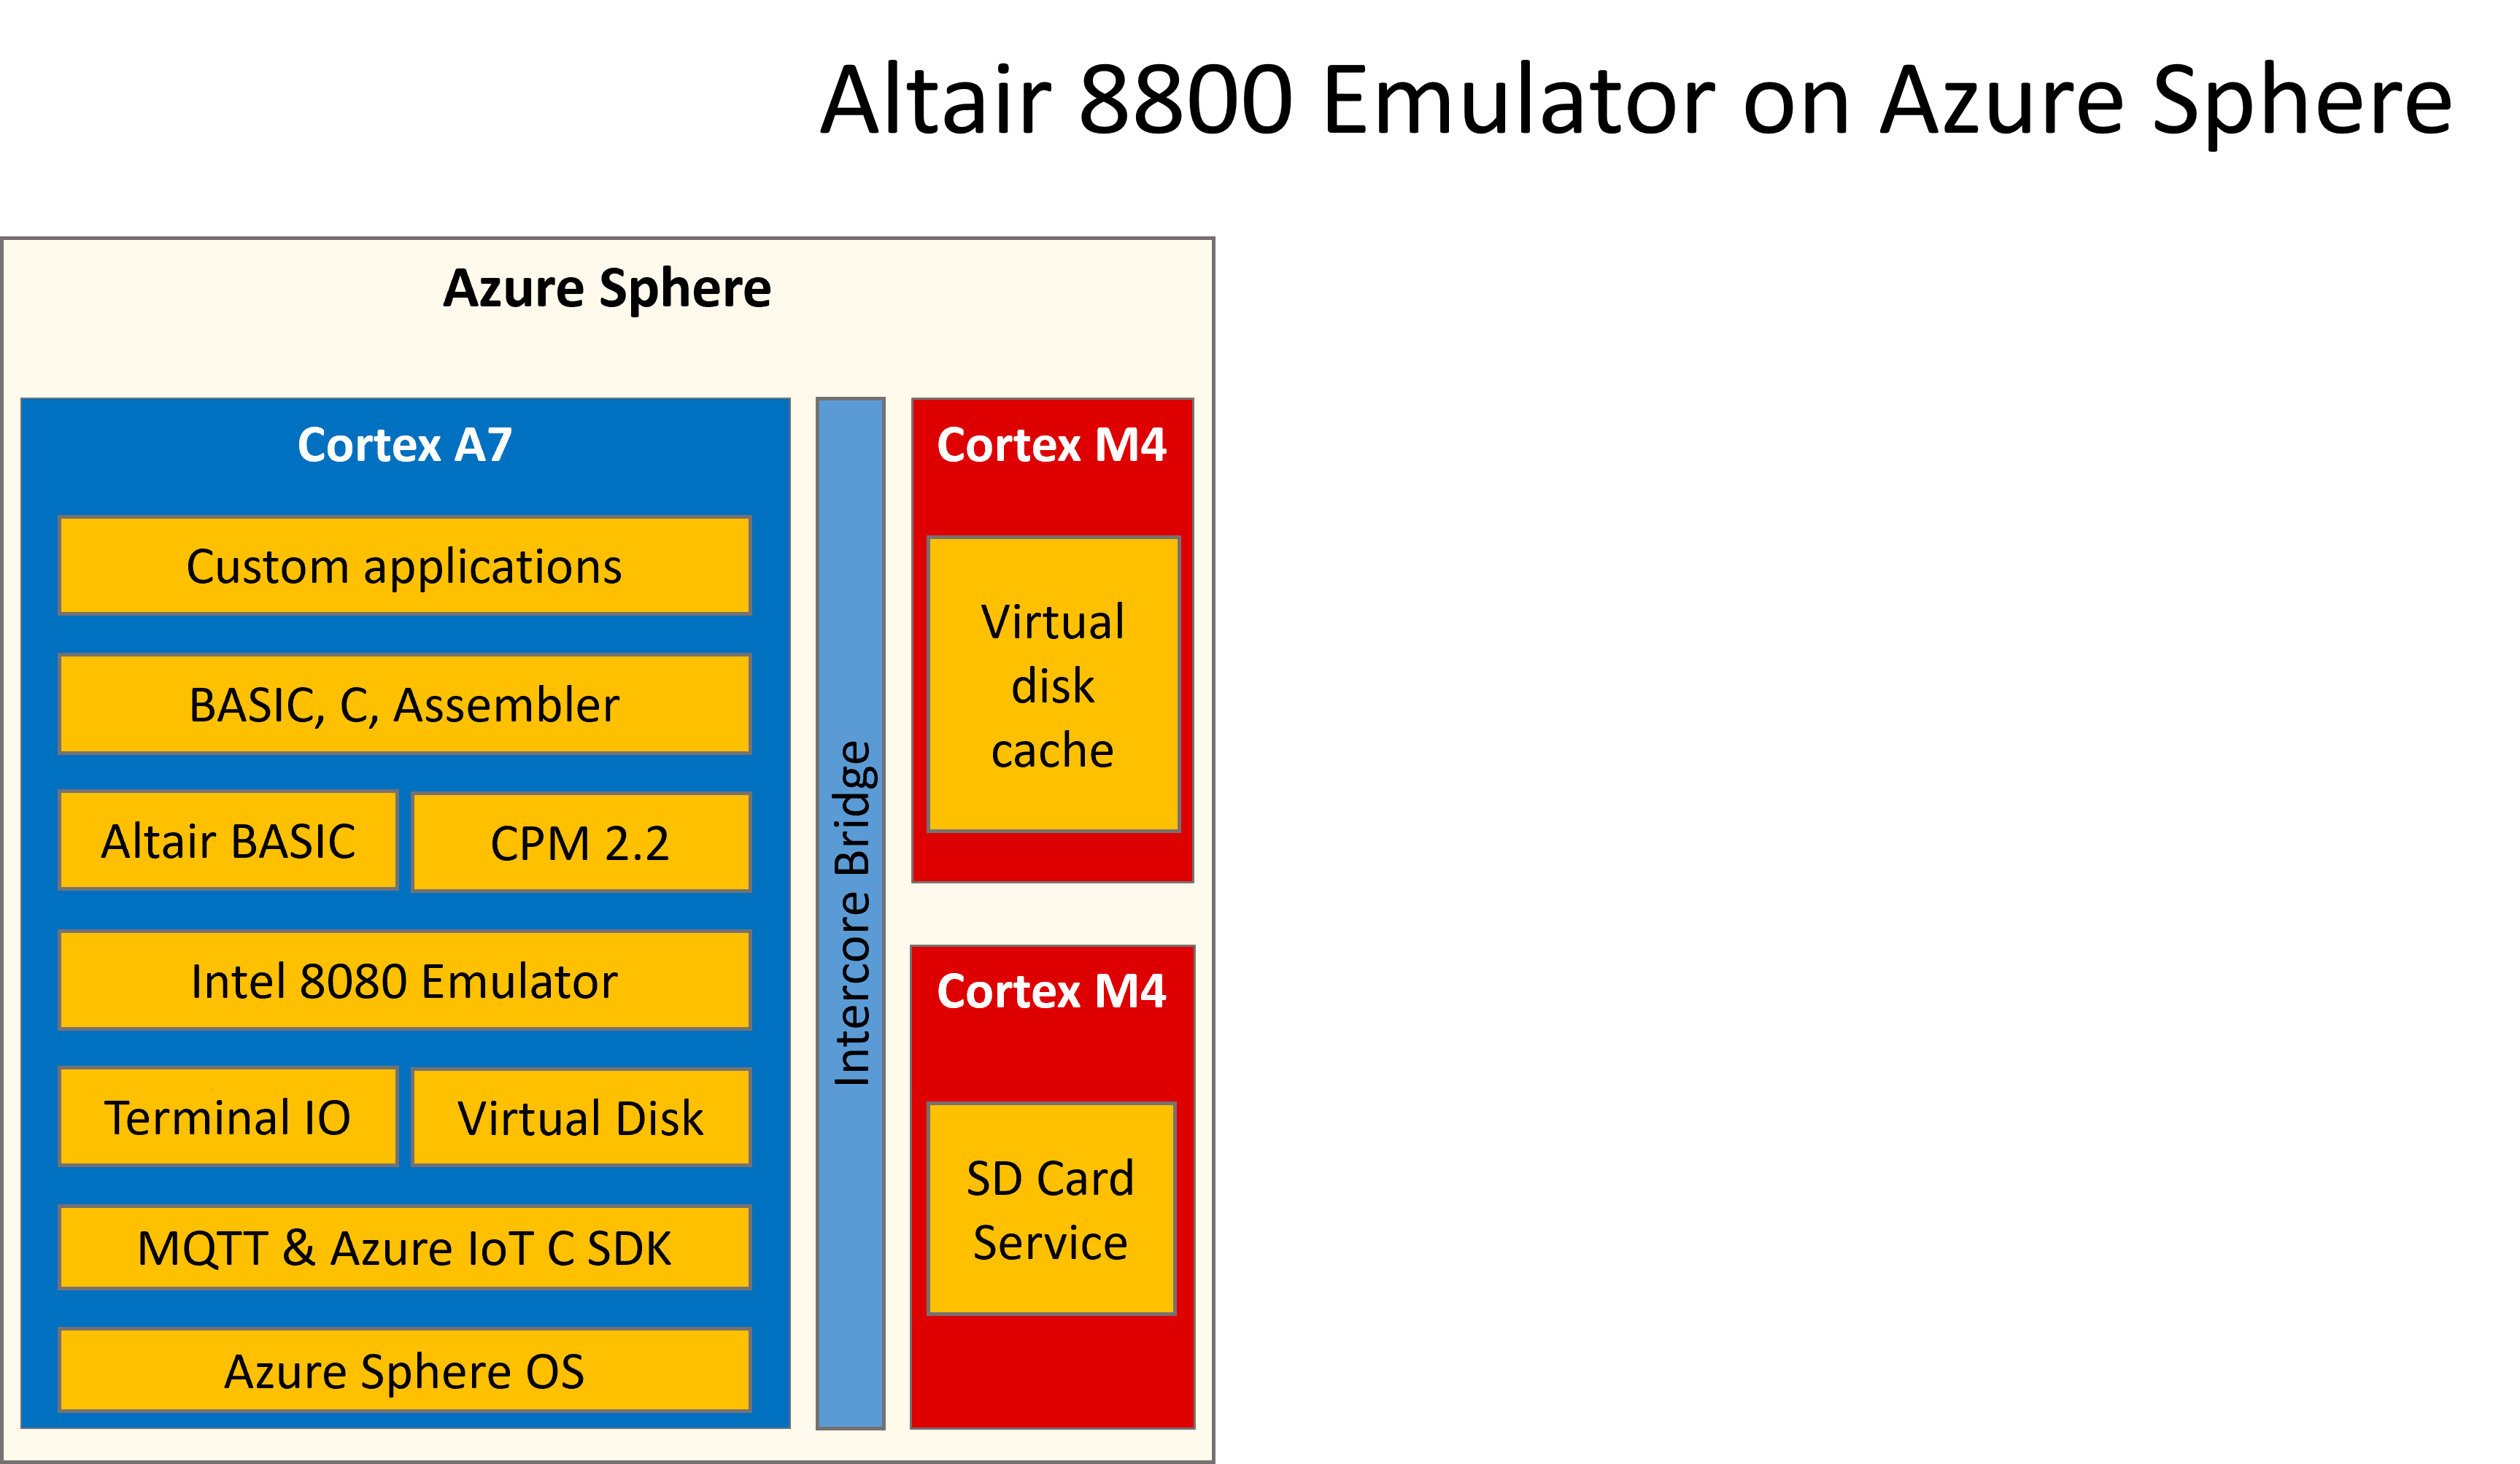 Altair 8800 Emulator on Azure Sphere
Azure Sphere
Cortex A7
Custom applications
BASIC, C, Assembler
Altair BASIC
CPM 2.2
Intel 8080 Emulator
Terminal IO
Virtual Disk
MQTT & Azure IoT C SDK
Azure Sphere OS
Intercore Bridge
Cortex M4
Virtual
disk
cache
Cortex M4
SD Card
Service